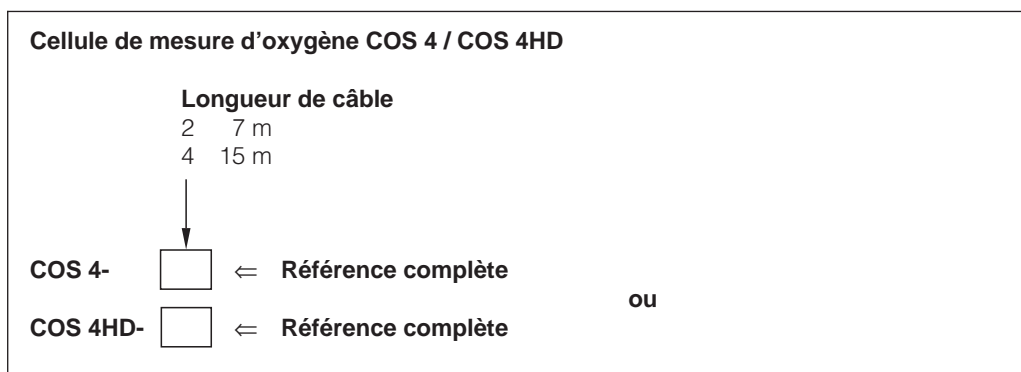 Cellule de mesure d'oxygène COS 4 / COS 4HD
Longueur de câble
2 7 m
4 15 m
COS 4- ⇐ Référence complète
ou
COS 4HD- ⇐ Référence complète